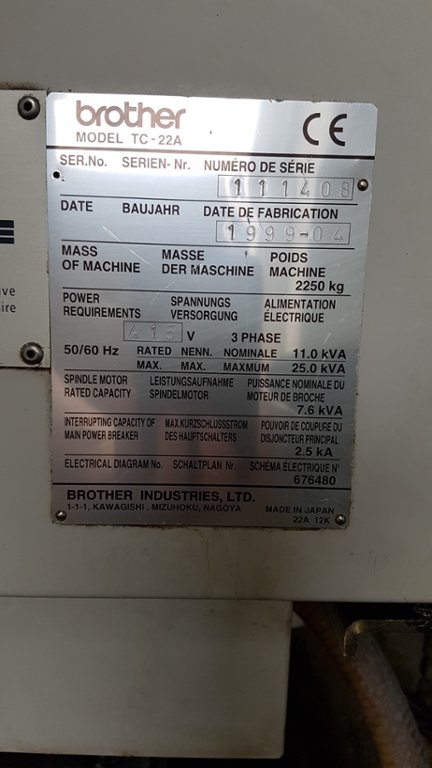 brother
MODEL TC-22A
CE
SER.No. SERIEN- Nr. NUMÉRO DE SÉRIE
111408
DATE BAUJAHR DATE DE FABRICATION
1999-04
MASS MASSE POIDS
OF MACHINE DER MASCHINE MACHINE
2250 kg
POWER SPANNUNGS ALIMENTATION
REQUIREMENTS VERSORGUNG ÉLECTRIQUE
415 V 3 PHASE
50/60 Hz RATED NENN. NOMINALE 11.0 kVA
MAX. MAX. MAXMUM 25.0 kVA
SPINDLE MOTOR LEISTUNGSAUFNAHME PUISSANCE NOMINALE DU
RATED CAPACITY SPINDELMOTOR MOTEUR DE BROCHE
7.6 kVA
INTERRUPTING CAPACITY OF MAX.KURZSCHLUSSTROM POUVOIR DE COUPURE DU
MAIN POWER BREAKER DES HAUPTSCHALTERS DISJONCTEUR PRINCIPAL
2.5 kA
ELECTRICAL DIAGRAM No. SCHALTPLAN Nr. SCHÉMA ÉLECTRIQUE N°
676480
BROTHER INDUSTRIES, LTD.
1-1-1, KAWAGISHI, MIZUHOKU, NAGOYA
MADE IN JAPAN
22A. 12K